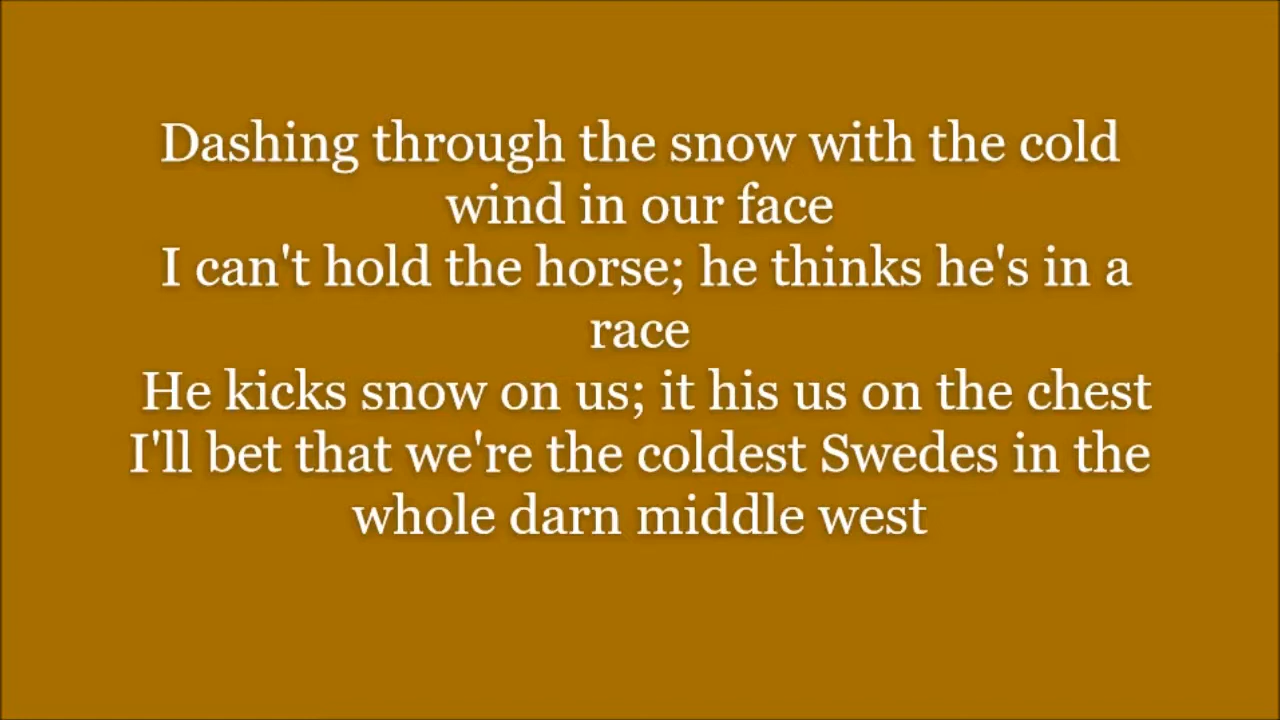 Dashing through the snow with the cold
wind in our face
I can't hold the horse; he thinks he's in a
race
He kicks snow on us; it his us on the chest
I'll bet that we're the coldest Swedes in the
whole darn middle west